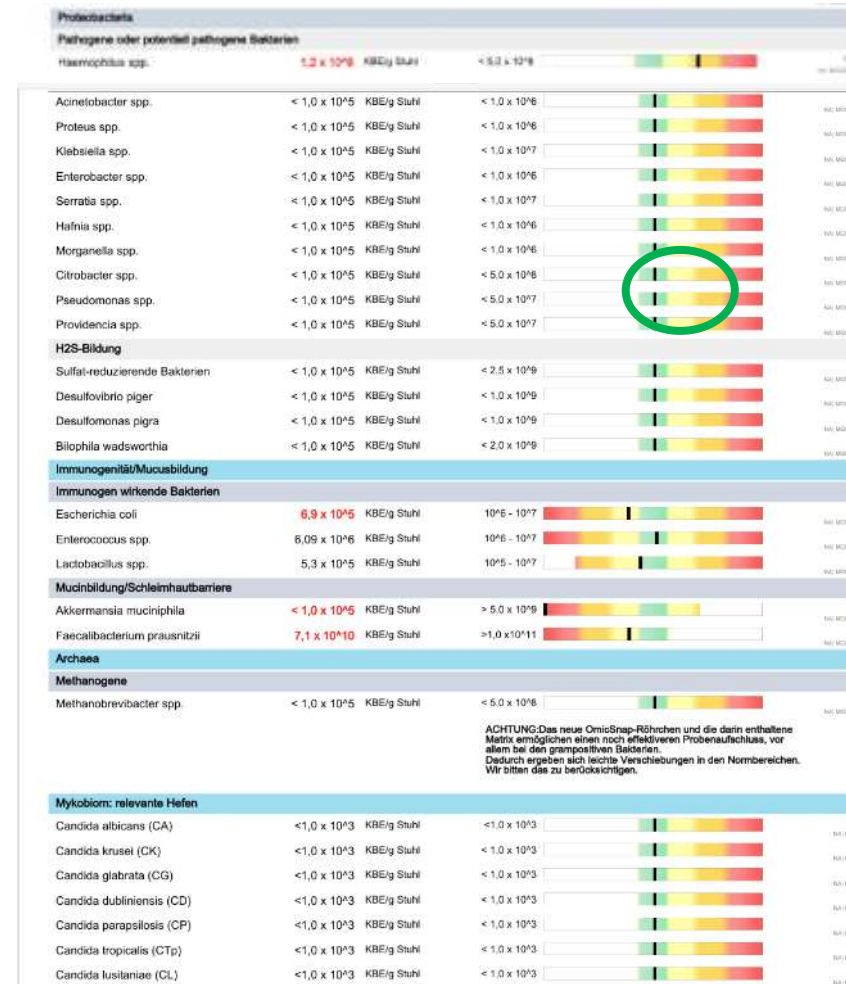 Proteobacteria
Pathogene oder potentiell pathogene Bakterien
Haemophilus spp. 1,2 x 10^8 KBE/g Stuhl < 5.0 x 10^8
Acinetobacter spp. < 1,0 x 10^5 KBE/g Stuhl < 1,0 x 10^6
Proteus spp. < 1,0 x 10^5 KBE/g Stuhl < 1,0 x 10^6
Klebsiella spp. < 1,0 x 10^5 KBE/g Stuhl < 1,0 x 10^7
Enterobacter spp. < 1,0 x 10^5 KBE/g Stuhl < 1,0 x 10^6
Serratia spp. < 1,0 x 10^5 KBE/g Stuhl < 1,0 x 10^7
Hafnia spp. < 1,0 x 10^5 KBE/g Stuhl < 1,0 x 10^6
Morganella spp. < 1,0 x 10^5 KBE/g Stuhl < 1,0 x 10^6
Citrobacter spp. < 1,0 x 10^5 KBE/g Stuhl < 5.0 x 10^8
Pseudomonas spp. < 1,0 x 10^5 KBE/g Stuhl < 5.0 x 10^7
Providencia spp. < 1,0 x 10^5 KBE/g Stuhl < 5.0 x 10^7
H2S-Bildung
Sulfat-reduzierende Bakterien < 1,0 x 10^5 KBE/g Stuhl < 2.5 x 10^9
Desulfovibrio piger < 1,0 x 10^5 KBE/g Stuhl < 1.0 x 10^9
Desulfomonas pigra < 1,0 x 10^5 KBE/g Stuhl < 1.0 x 10^9
Bilophila wadsworthia < 1,0 x 10^5 KBE/g Stuhl < 2,0 x 10^9
Immunogenität/Mucusbildung
Immunogen wirkende Bakterien
Escherichia coli 6,9 x 10^5 KBE/g Stuhl 10^6 - 10^7
Enterococcus spp. 6,09 x 10^6 KBE/g Stuhl 10^6 - 10^7
Lactobacillus spp. 5,3 x 10^5 KBE/g Stuhl 10^5 - 10^7
Mucinbildung/Schleimhautbarriere
Akkermansia muciniphila < 1,0 x 10^5 KBE/g Stuhl > 5.0 x 10^9
Faecalibacterium prausnitzii 7,1 x 10^10 KBE/g Stuhl >1,0 x10^11
Archaea
Methanogene
Methanobrevibacter spp. < 1,0 x 10^5 KBE/g Stuhl < 5.0 x 10^8
ACHTUNG:Das neue OmicSnap-Röhrchen und die darin enthaltene
Matrix ermöglichen einen noch effektiveren Probenaufschluss, vor
allem bei den grampositiven Bakterien.
Dadurch ergeben sich leichte Verschiebungen in den Normbereichen.
Wir bitten das zu berücksichtigen.
Mykobiom: relevante Hefen
Candida albicans (CA) <1,0 x 10^3 KBE/g Stuhl <1,0 x 10^3
Candida krusei (CK) <1,0 x 10^3 KBE/g Stuhl < 1,0 x 10^3
Candida glabrata (CG) <1,0 x 10^3 KBE/g Stuhl < 1,0 x 10^3
Candida dubliniensis (CD) <1,0 x 10^3 KBE/g Stuhl < 1,0 x 10^3
Candida parapsilosis (CP) <1,0 x 10^3 KBE/g Stuhl < 1,0 x 10^3
Candida tropicalis (CTp) <1,0 x 10^3 KBE/g Stuhl < 1,0 x 10^3
Candida lusitaniae (CL) <1,0 x 10^3 KBE/g Stuhl < 1,0 x 10^3